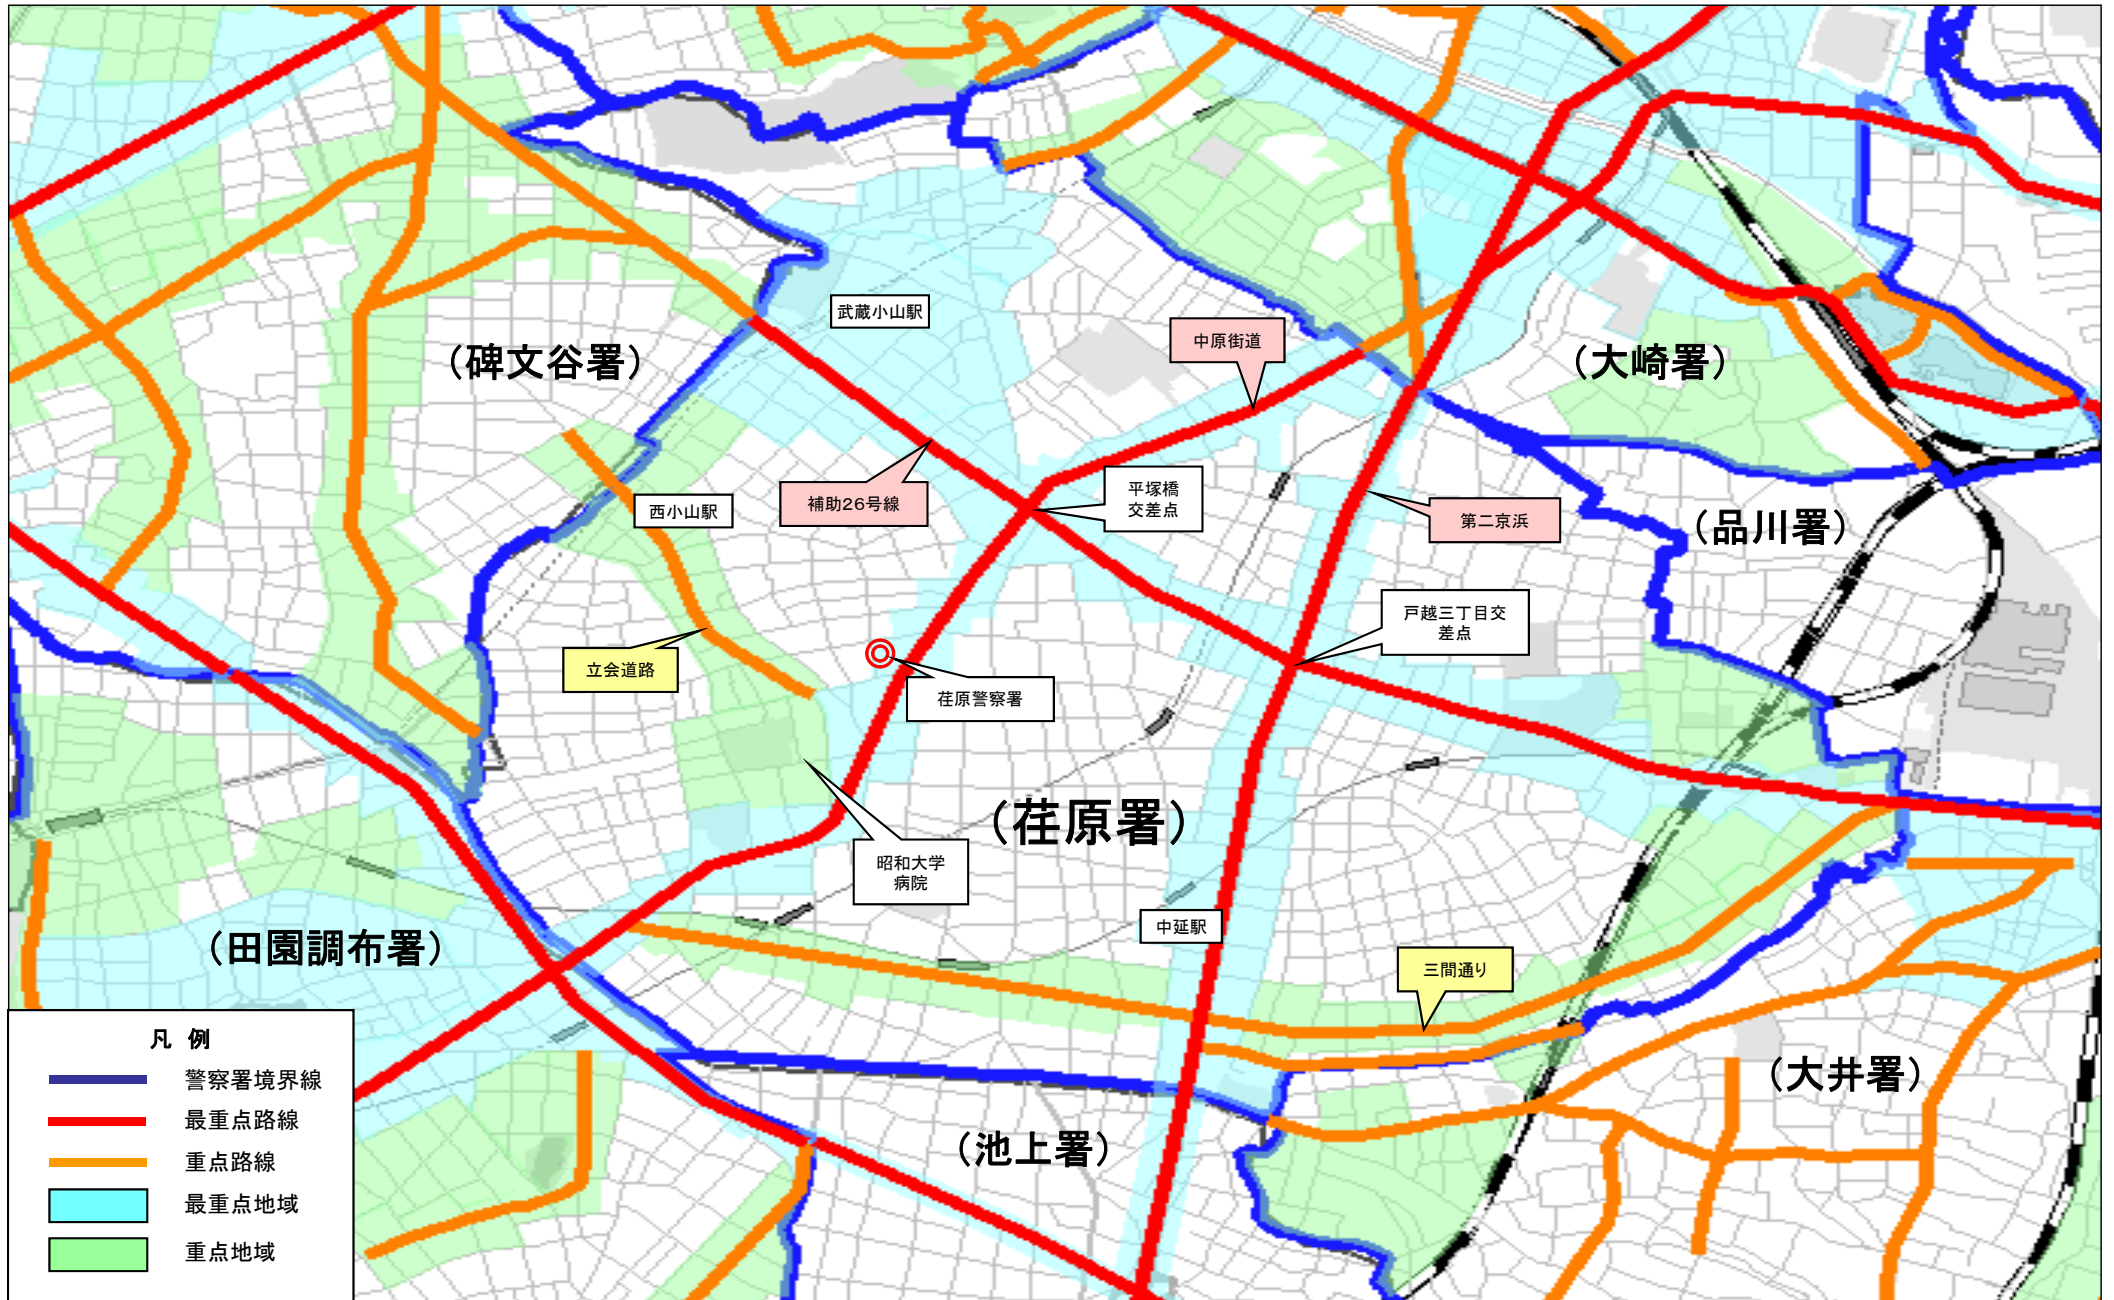 武蔵小山駅
中原街道
（碑文谷署）
（大崎署）
補助26号線
西小山駅
平塚橋
交差点
第二京浜
（品川署）
戸越三丁目交
差点
立会道路
荏原警察署
（荏原署）
昭和大学
病院
中延駅
（田園調布署）
三間通り
（大井署）
（池上署）
凡 例
警察署境界線
最重点路線
重点路線
最重点地域
重点地域